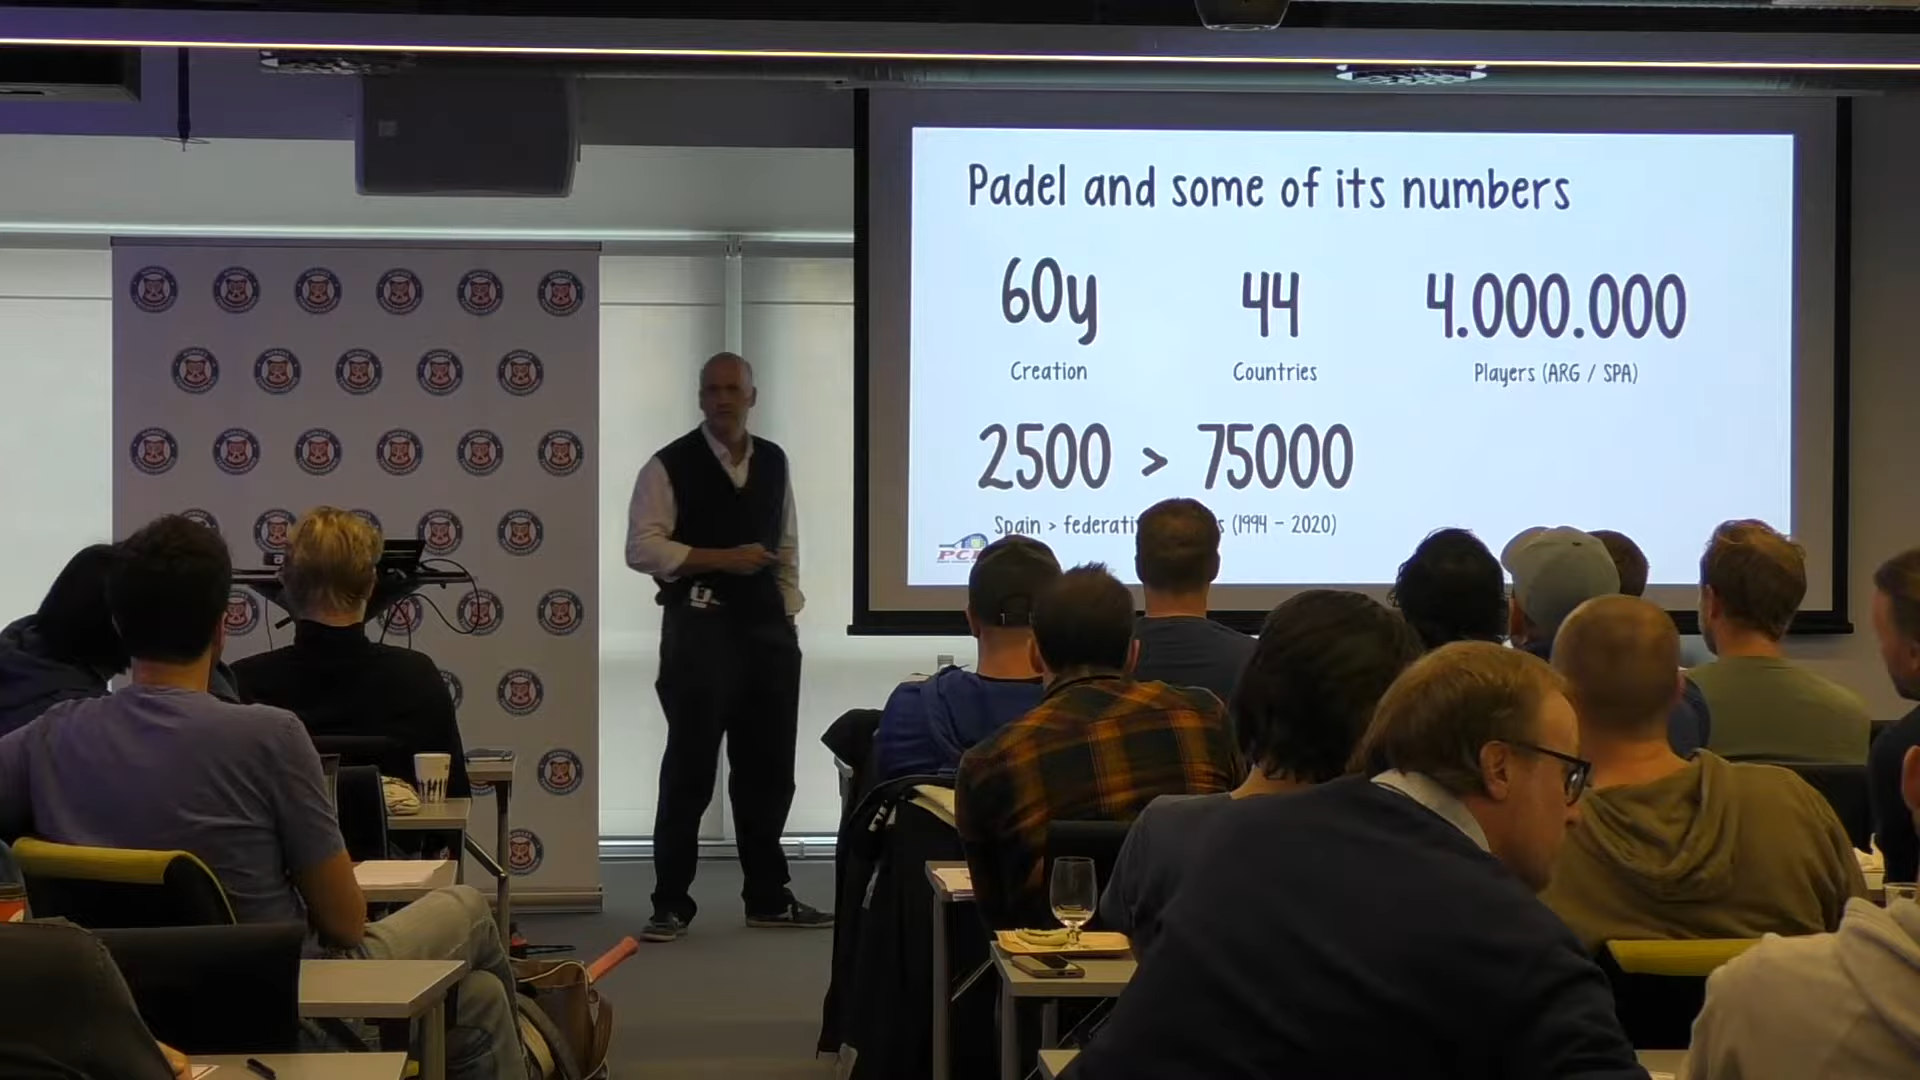 Padel and some of its numbers
60y 44 4.000.000
Creation Countries Players (ARG / SPA)
2500 > 75000
Spain > (1994 - 2020)